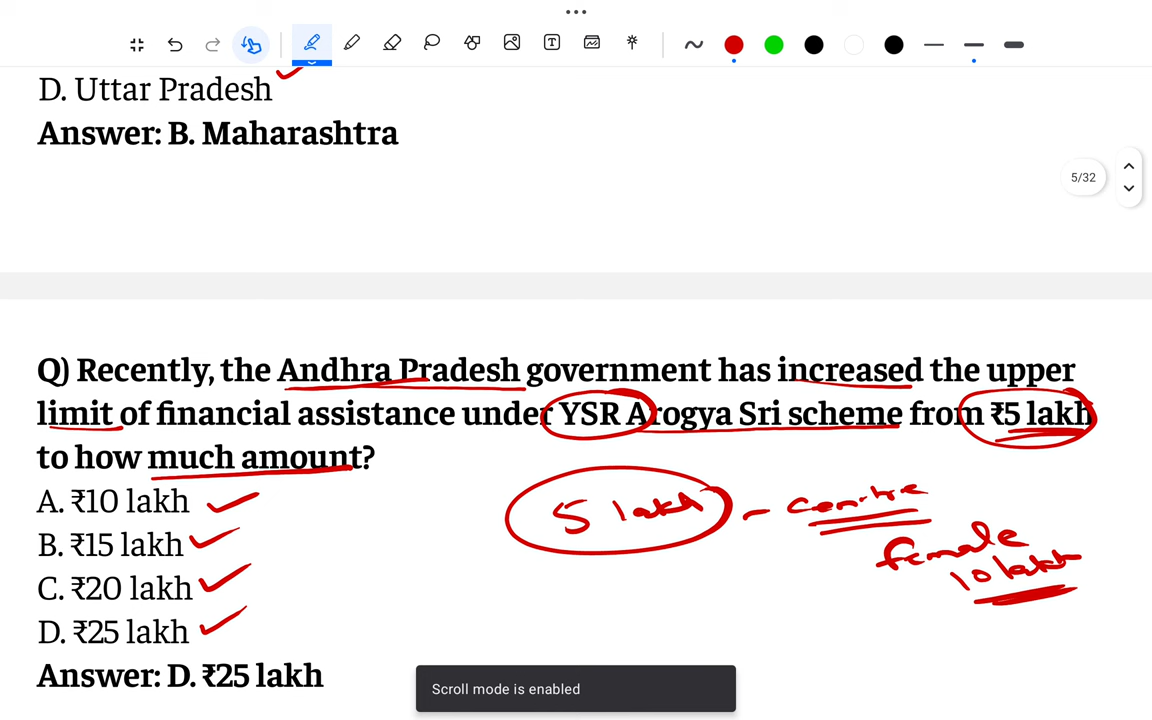 D. Uttar Pradesh
Answer: B. Maharashtra
5/32
Q) Recently, the Andhra Pradesh government has increased the upper
limit of financial assistance under YSR Arogya Sri scheme from ₹5 lakh
to how much amount?
A. ₹10 lakh
5 lakh - centre
B. ₹15 lakh
female
10 lakh
C. ₹20 lakh
D. ₹25 lakh
Answer: D. ₹25 lakh
Scroll mode is enabled